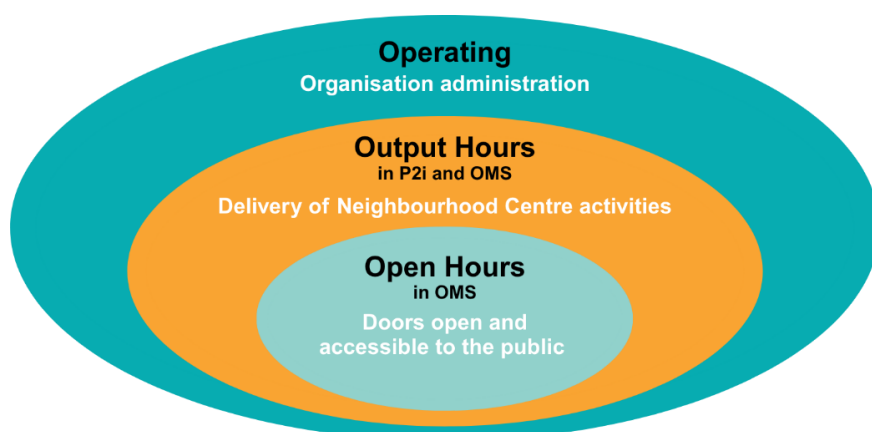 Operating
Organisation administration
Output Hours
in P2i and OMS
Delivery of Neighbourhood Centre activities
Open Hours
in OMS
Doors open and
accessible to the public